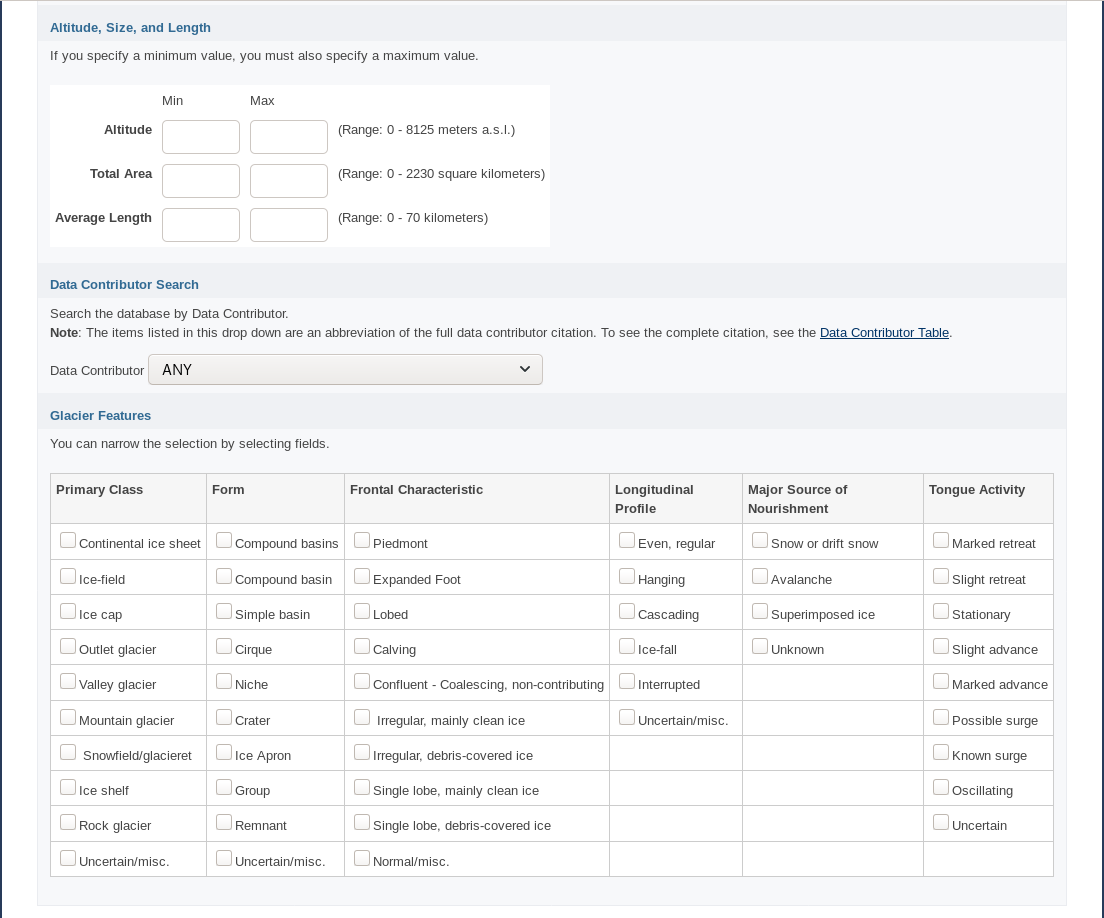 Altitude, Size, and Length
If you specify a minimum value, you must also specify a maximum value.
Min Max
Altitude (Range: 0 - 8125 meters a.s.l.)
Total Area (Range: 0 - 2230 square kilometers)
Average Length (Range: 0 - 70 kilometers)
Data Contributor Search
Search the database by Data Contributor.
Note: The items listed in this drop down are an abbreviation of the full data contributor citation. To see the complete citation, see the Data Contributor Table.
Data Contributor ANY
Glacier Features
You can narrow the selection by selecting fields.
Primary Class Form Frontal Characteristic Longitudinal Profile Major Source of Nourishment Tongue Activity
Continental ice sheet Compound basins Piedmont Even, regular Snow or drift snow Marked retreat
Ice-field Compound basin Expanded Foot Hanging Avalanche Slight retreat
Ice cap Simple basin Lobed Cascading Superimposed ice Stationary
Outlet glacier Cirque Calving Ice-fall Unknown Slight advance
Valley glacier Niche Confluent - Coalescing, non-contributing Interrupted Marked advance
Mountain glacier Crater Irregular, mainly clean ice Uncertain/misc. Possible surge
Snowfield/glacieret Ice Apron Irregular, debris-covered ice Known surge
Ice shelf Group Single lobe, mainly clean ice Oscillating
Rock glacier Remnant Single lobe, debris-covered ice Uncertain
Uncertain/misc. Uncertain/misc. Normal/misc.